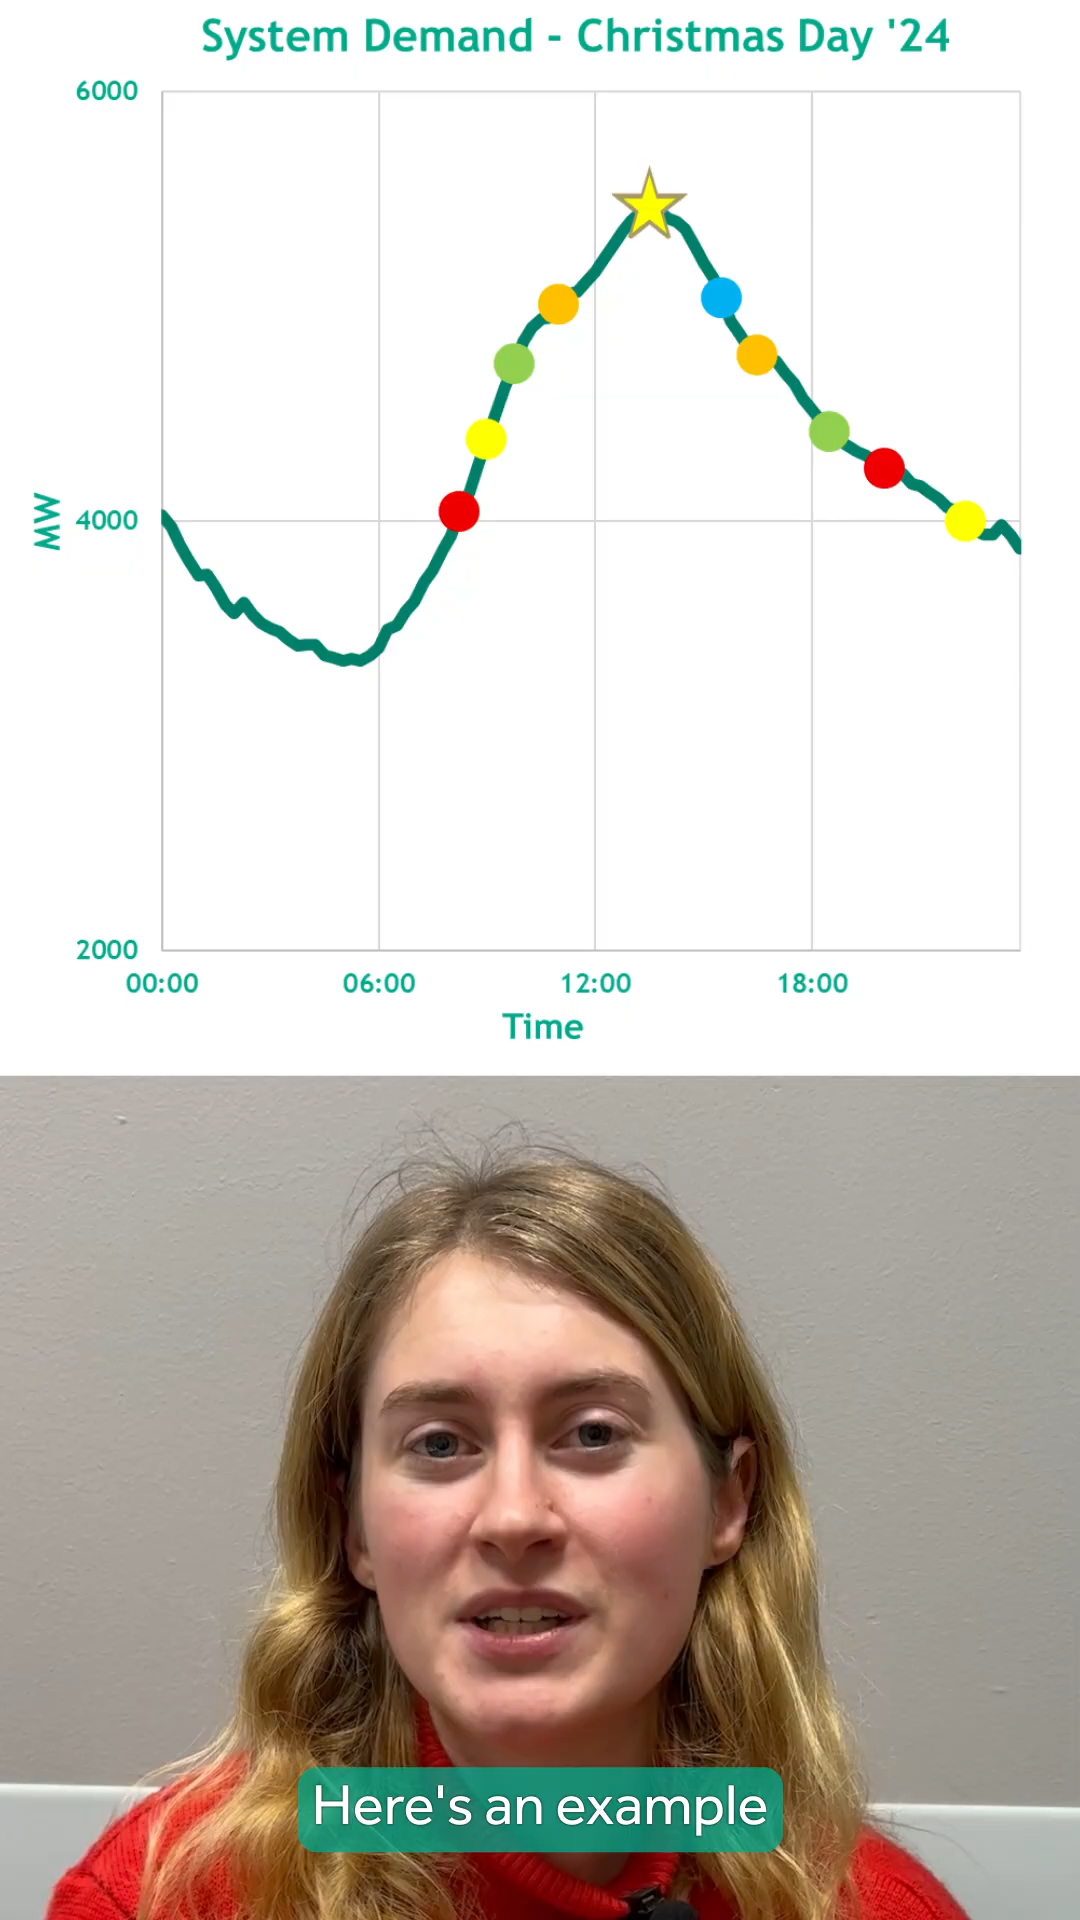 System Demand - Christmas Day '24
6000
MW
4000
2000
00:00 06:00 12:00 18:00
Time
Here's an example